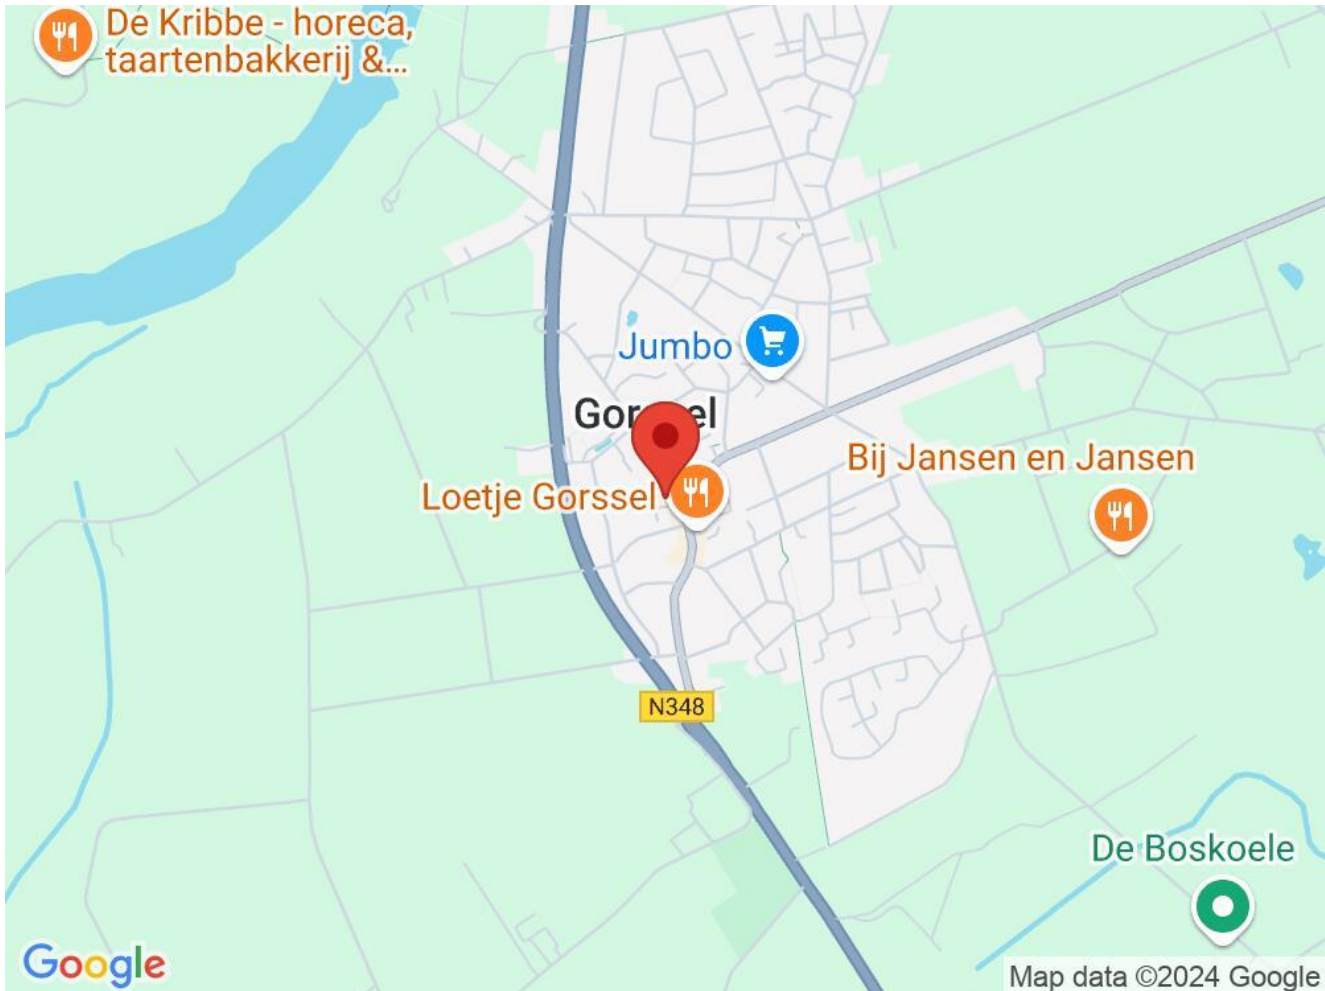 De Kribbe - horeca,
taartenbakkerij &...
Jumbo
Gorssel
Bij Jansen en Jansen
Loetje Gorssel
N348
De Boskoele
Google
Map data ©2024 Google